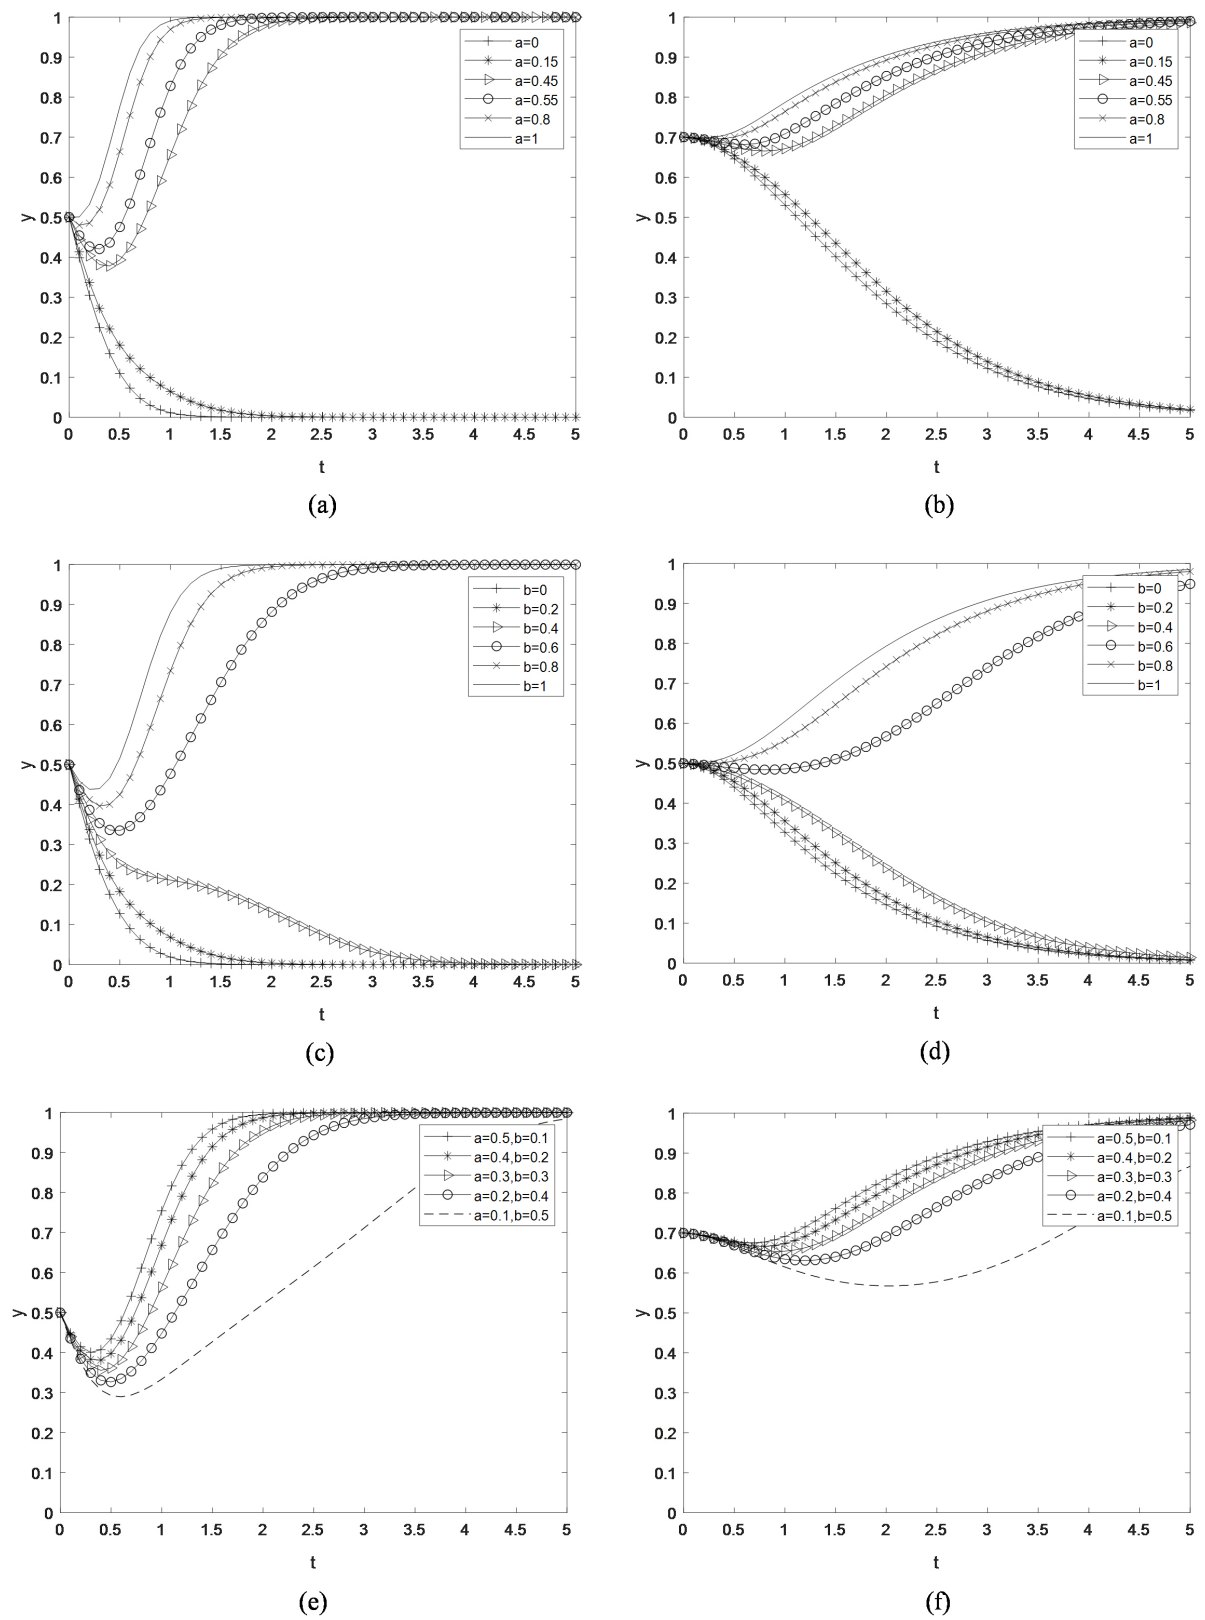 1
0.9
0.8
0.7
0.6
0.5
0.4
0.3
0.2
0.1
0
y
0 0.5 1 1.5 2 2.5 3 3.5 4 4.5 5
t
a=0
a=0.15
a=0.45
a=0.55
a=0.8
a=1
(a)
1
0.9
0.8
0.7
0.6
0.5
0.4
0.3
0.2
0.1
0
y
0 0.5 1 1.5 2 2.5 3 3.5 4 4.5 5
t
a=0
a=0.15
a=0.45
a=0.55
a=0.8
a=1
(b)
1
0.9
0.8
0.7
0.6
0.5
0.4
0.3
0.2
0.1
0
y
0 0.5 1 1.5 2 2.5 3 3.5 4 4.5 5
t
b=0
b=0.2
b=0.4
b=0.6
b=0.8
b=1
(c)
1
0.9
0.8
0.7
0.6
0.5
0.4
0.3
0.2
0.1
0
y
0 0.5 1 1.5 2 2.5 3 3.5 4 4.5 5
t
b=0
b=0.2
b=0.4
b=0.6
b=0.8
b=1
(d)
1
0.9
0.8
0.7
0.6
0.5
0.4
0.3
0.2
0.1
0
y
0 0.5 1 1.5 2 2.5 3 3.5 4 4.5 5
t
a=0.5,b=0.1
a=0.4,b=0.2
a=0.3,b=0.3
a=0.2,b=0.4
a=0.1,b=0.5
(e)
1
0.9
0.8
0.7
0.6
0.5
0.4
0.3
0.2
0.1
0
y
0 0.5 1 1.5 2 2.5 3 3.5 4 4.5 5
t
a=0.5,b=0.1
a=0.4,b=0.2
a=0.3,b=0.3
a=0.2,b=0.4
a=0.1,b=0.5
(f)